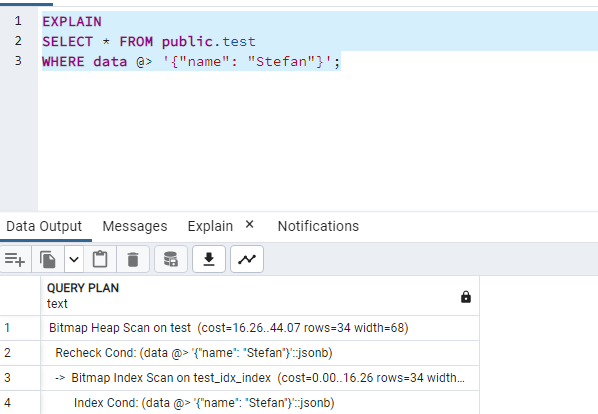 1 EXPLAIN
2 SELECT * FROM public.test
3 WHERE data @> '{"name": "Stefan"}';
Data Output Messages Explain × Notifications
QUERY PLAN
text
1 Bitmap Heap Scan on test (cost=16.26..44.07 rows=34 width=68)
2 Recheck Cond: (data @> '{"name": "Stefan"}'::jsonb)
3 -> Bitmap Index Scan on test_idx_index (cost=0.00..16.26 rows=34 width...
4 Index Cond: (data @> '{"name": "Stefan"}'::jsonb)